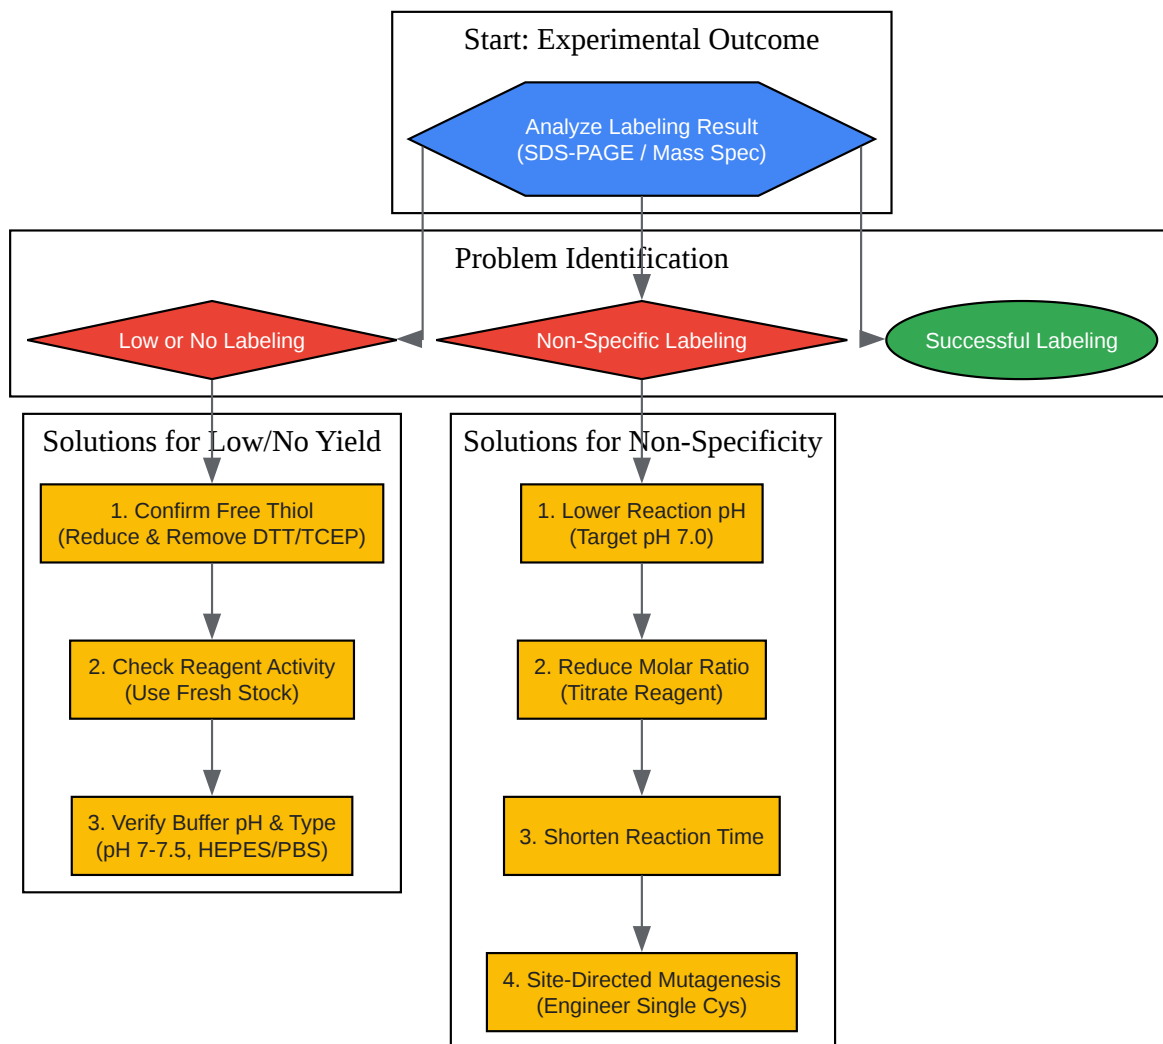 Start: Experimental Outcome
Analyze Labeling Result
(SDS-PAGE / Mass Spec)
Problem Identification
Low or No Labeling
Non-Specific Labeling
Successful Labeling
Solutions for Low/No Yield
1. Confirm Free Thiol
(Reduce & Remove DTT/TCEP)
2. Check Reagent Activity
(Use Fresh Stock)
3. Verify Buffer pH & Type
(pH 7-7.5, HEPES/PBS)
Solutions for Non-Specificity
1. Lower Reaction pH
(Target pH 7.0)
2. Reduce Molar Ratio
(Titrate Reagent)
3. Shorten Reaction Time
4. Site-Directed Mutagenesis
(Engineer Single Cys)